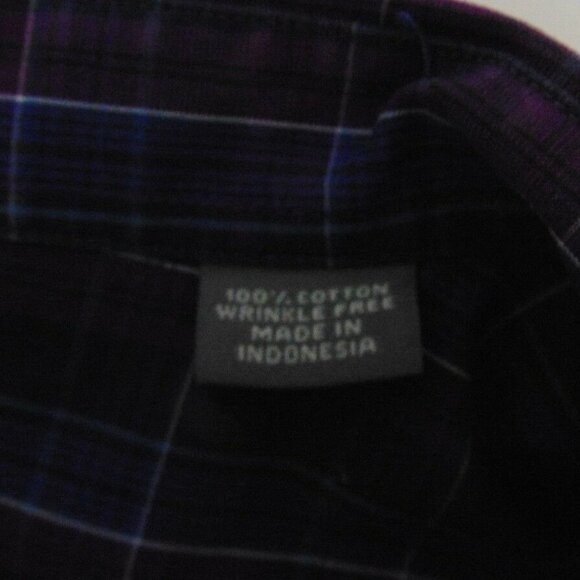 100% COTTON
WRINKLE FREE
MADE IN
INDONESIA